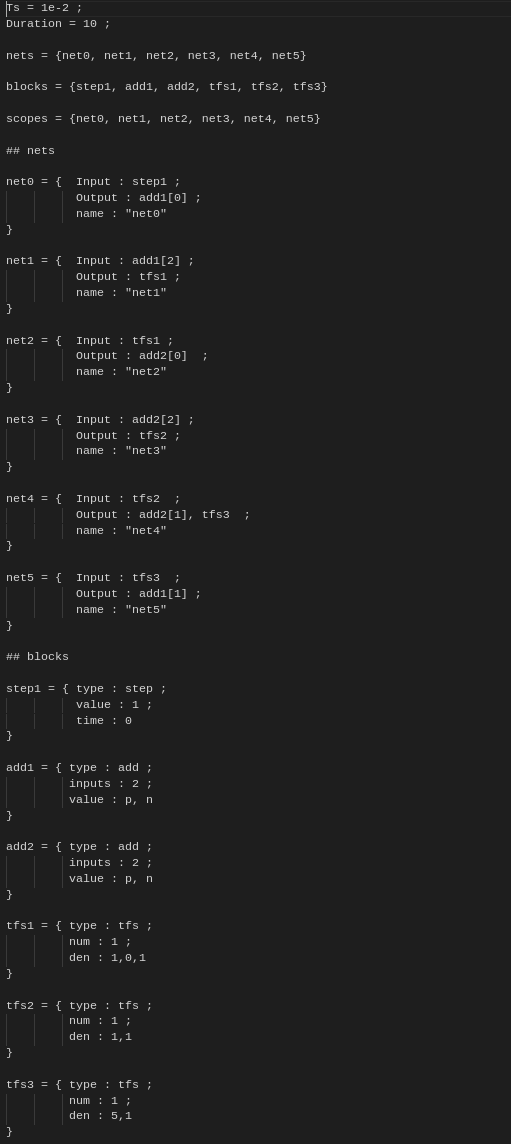 Ts = 1e-2 ;
Duration = 10 ;
nets = {net0, net1, net2, net3, net4, net5}
blocks = {step1, add1, add2, tfs1, tfs2, tfs3}
scopes = {net0, net1, net2, net3, net4, net5}
## nets
net0 = {  Input : step1 ;
          Output : add1[0] ;
          name : "net0"
}
net1 = {  Input : add1[2] ;
          Output : tfs1 ;
          name : "net1"
}
net2 = {  Input : tfs1 ;
          Output : add2[0]  ;
          name : "net2"
}
net3 = {  Input : add2[2] ;
          Output : tfs2 ;
          name : "net3"
}
net4 = {  Input : tfs2  ;
          Output : add2[1], tfs3  ;
          name : "net4"
}
net5 = {  Input : tfs3  ;
          Output : add1[1] ;
          name : "net5"
}
## blocks
step1 = { type : step ;
          value : 1 ;
          time : 0
}
add1 = { type : add ;
         inputs : 2 ;
         value : p, n
}
add2 = { type : add ;
         inputs : 2 ;
         value : p, n
}
tfs1 = { type : tfs ;
         num : 1 ;
         den : 1,0,1
}
tfs2 = { type : tfs ;
         num : 1 ;
         den : 1,1
}
tfs3 = { type : tfs ;
         num : 1 ;
         den : 5,1
}